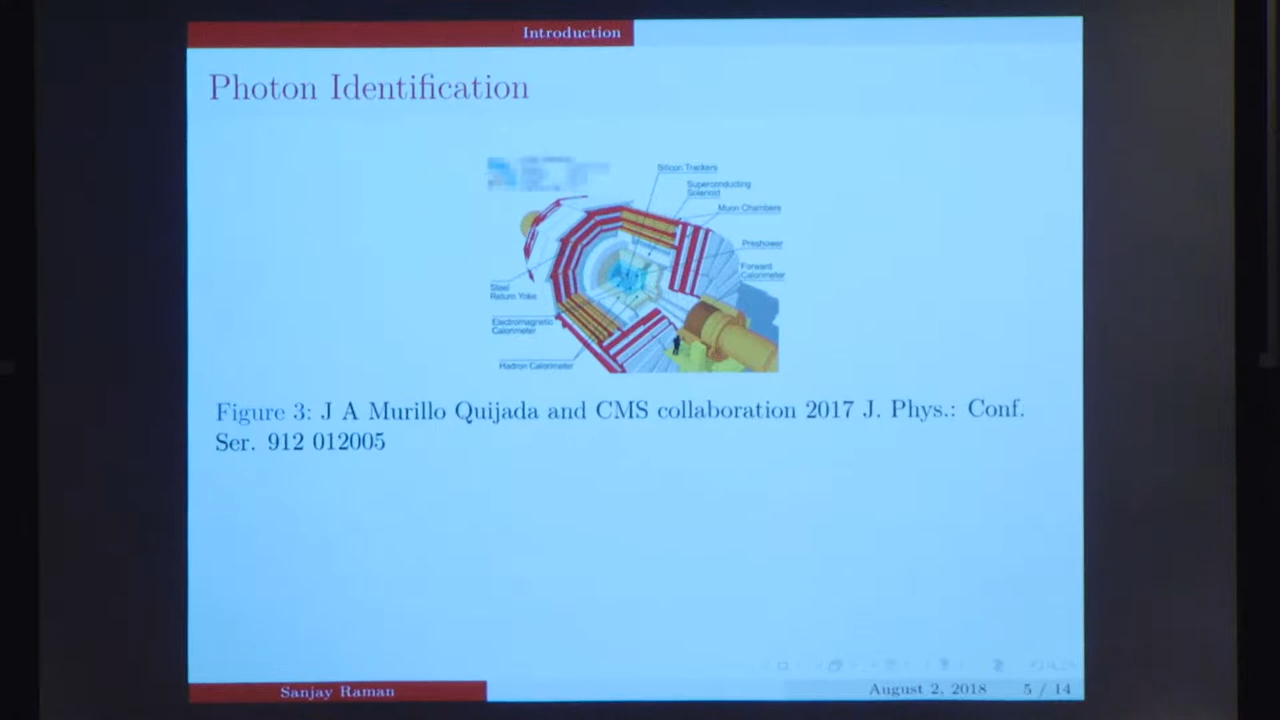 Introduction
Photon Identification
Silicon Trackers
Superconducting
Solenoid
Muon Chambers
Preshower
Forward
Calorimeter
Steel
Return Yoke
Electromagnetic
Calorimeter
Hadron Calorimeter
Figure 3: J A Murillo Quijada and CMS collaboration 2017 J. Phys.: Conf.
Ser. 912 012005
Sanjay Raman
August 2, 2018 5 / 14